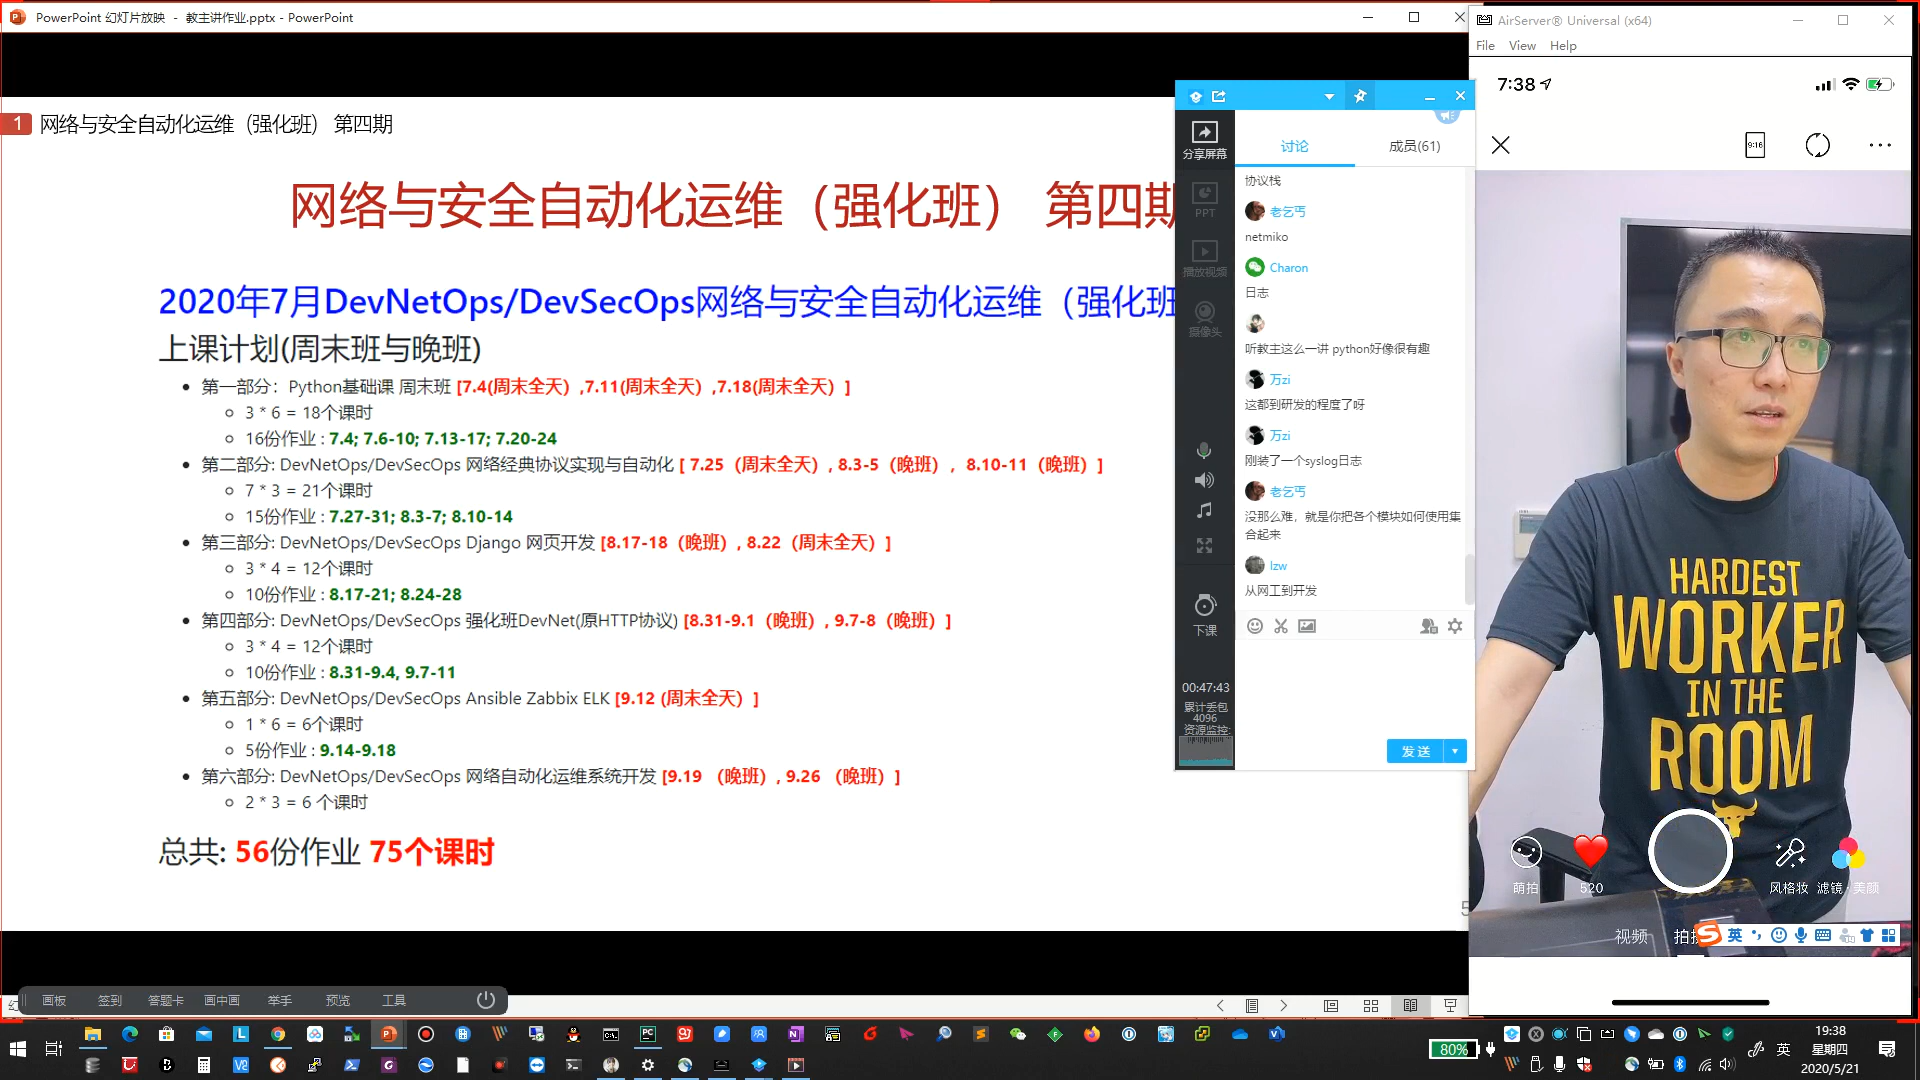 PowerPoint 幻灯片放映 - 教主讲作业.pptx - PowerPoint
1 网络与安全自动化运维（强化班） 第四期
网络与安全自动化运维（强化班） 第四期
2020年7月DevNetOps/DevSecOps网络与安全自动化运维（强化班
上课计划(周末班与晚班)
第一部分：Python基础课 周末班 [7.4(周末全天）,7.11(周末全天）,7.18(周末全天）]
3 * 6 = 18个课时
16份作业 : 7.4; 7.6-10; 7.13-17; 7.20-24
第二部分: DevNetOps/DevSecOps 网络经典协议实现与自动化 [ 7.25（周末全天）, 8.3-5（晚班）, 8.10-11（晚班）]
7 * 3 = 21个课时
15份作业 : 7.27-31; 8.3-7; 8.10-14
第三部分: DevNetOps/DevSecOps Django 网页开发 [8.17-18（晚班）, 8.22（周末全天）]
3 * 4 = 12个课时
10份作业 : 8.17-21; 8.24-28
第四部分: DevNetOps/DevSecOps 强化班DevNet(原HTTP协议) [8.31-9.1（晚班）, 9.7-8（晚班）]
3 * 4 = 12个课时
10份作业 : 8.31-9.4, 9.7-11
第五部分: DevNetOps/DevSecOps Ansible Zabbix ELK [9.12 (周末全天）]
1 * 6 = 6个课时
5份作业 : 9.14-9.18
第六部分: DevNetOps/DevSecOps 网络自动化运维系统开发 [9.19 （晚班）, 9.26 （晚班）]
2 * 3 = 6 个课时
总共: 56份作业 75个课时
分享屏幕
PPT
播放视频
摄像头
下课
00:47:43
累计丢包
4096
资源监控:
讨论 成员(61)
协议栈
老乞丐
netmiko
Charon
日志
听教主这么一讲 python好像很有趣
万zi
这都到研发的程度了呀
万zi
刚装了一个syslog日志
老乞丐
没那么难，就是你把各个模块如何使用集
合起来
lzw
从网工到开发
发送
AirServer® Universal (x64)
File View Help
7:38
9:16
HARDEST
WORKER
IN THE
ROOM
萌拍 520 风格妆 滤镜 美颜
视频
英
画板 签到 答题卡 画中画 举手 预览 工具
80%
英
19:38
星期四
2020/5/21